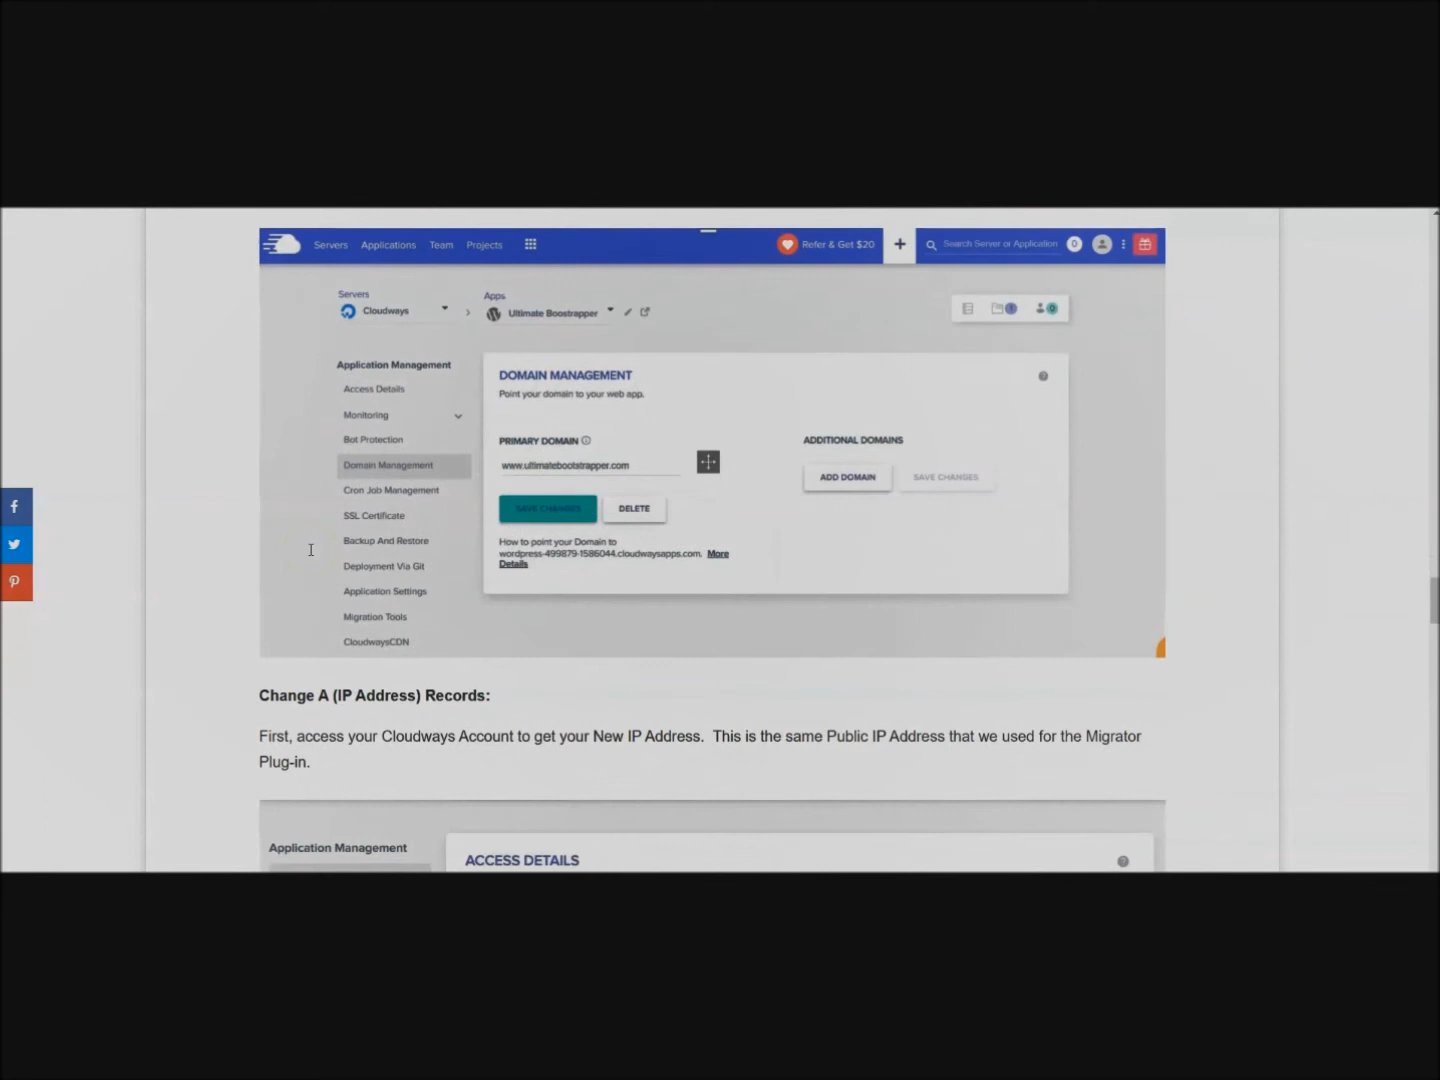 Servers Applications Team Projects Refer & Get $20 + Search Server or Application 0
Servers
Cloudways
Apps
Ultimate Boostrapper
Application Management
Access Details
Monitoring
Bot Protection
Domain Management
Cron Job Management
SSL Certificate
Backup And Restore
Deployment Via Git
Application Settings
Migration Tools
CloudwaysCDN
DOMAIN MANAGEMENT
Point your domain to your web app.
PRIMARY DOMAIN
www.ultimatebootstrapper.com
SAVE CHANGES DELETE
How to point your Domain to
wordpress-499879-1586044.cloudwaysapps.com. More
Details
ADDITIONAL DOMAINS
ADD DOMAIN SAVE CHANGES
Change A (IP Address) Records:
First, access your Cloudways Account to get your New IP Address. This is the same Public IP Address that we used for the Migrator
Plug-in.
Application Management
ACCESS DETAILS